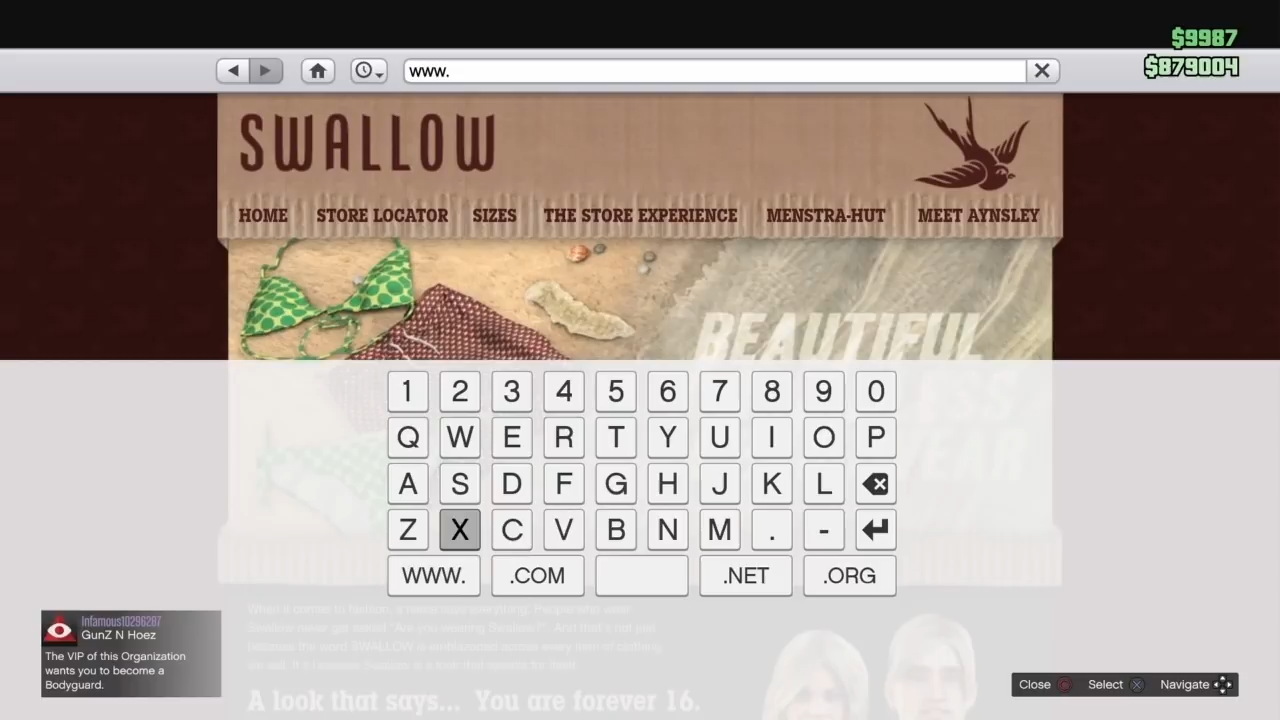 $9987
$879004
www.
SWALLOW
HOME STORE LOCATOR SIZES THE STORE EXPERIENCE MENSTRA-HUT MEET AYNSLEY
BEAUTIFUL
1 2 3 4 5 6 7 8 9 0
Q W E R T Y U I O P
A S D F G H J K L
Z X C V B N M . -
WWW. .COM .NET .ORG
Infamous10296287
GunZ N Hoez
The VIP of this Organization
wants you to become a
Bodyguard.
A look that says... You are forever 16.
Close Select Navigate